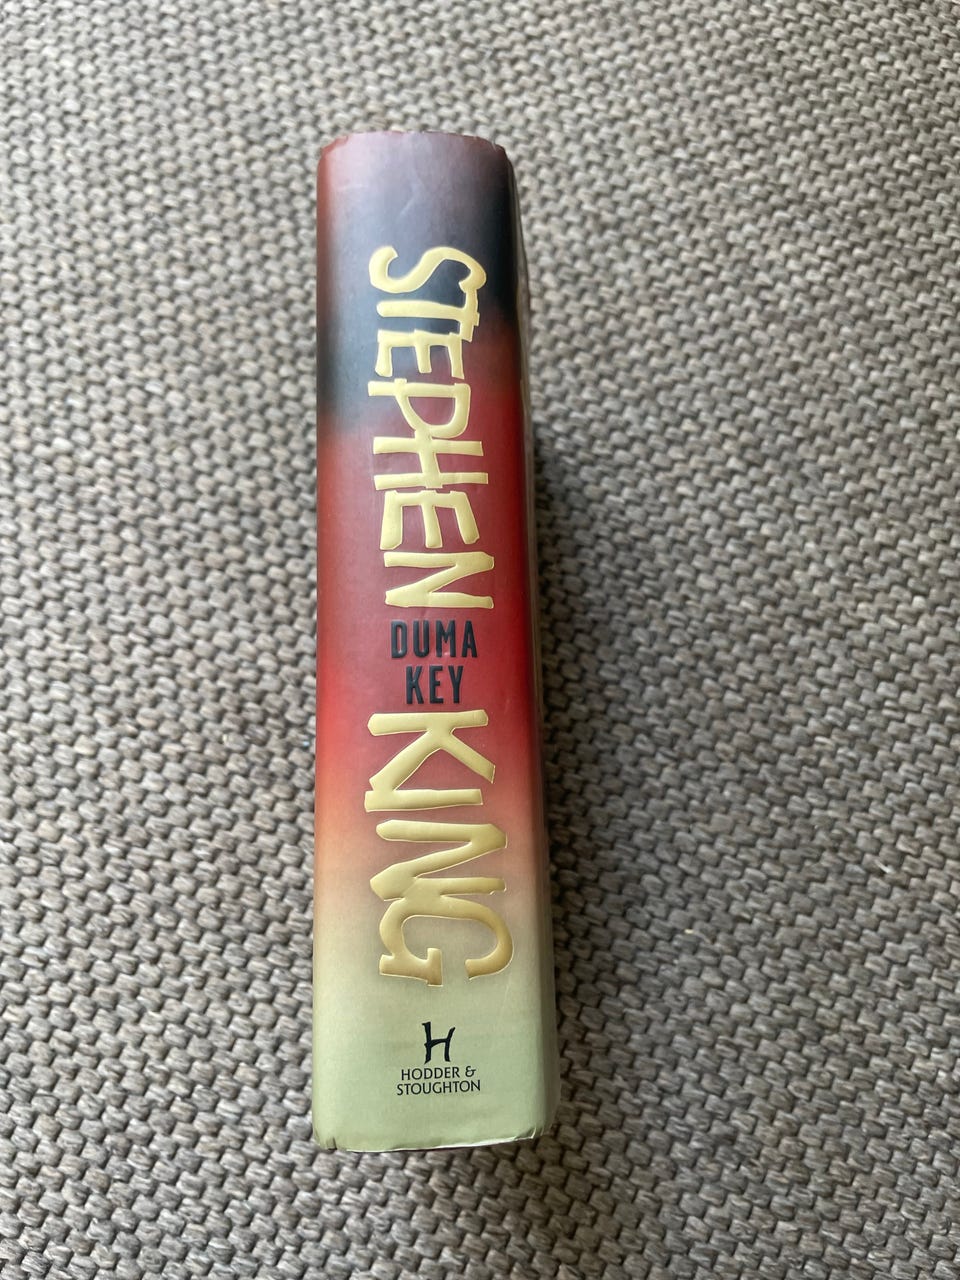 STEPHEN
DUMA
KEY
KING
H
HODDER &
STOUGHTON